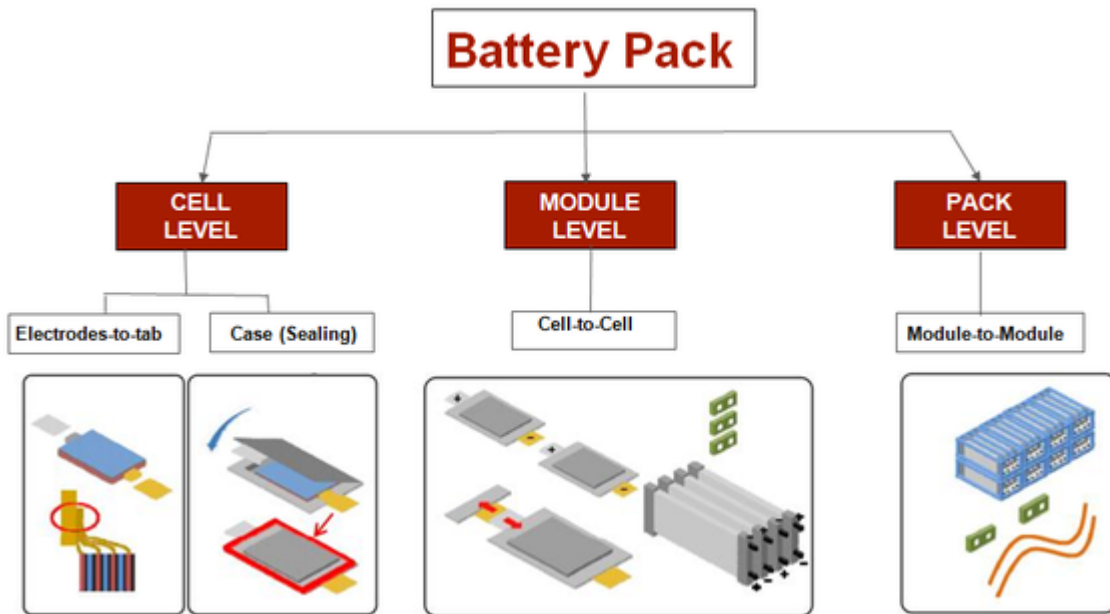 Battery Pack
CELL
LEVEL
MODULE
LEVEL
PACK
LEVEL
Electrodes-to-tab
Case (Sealing)
Cell-to-Cell
Module-to-Module